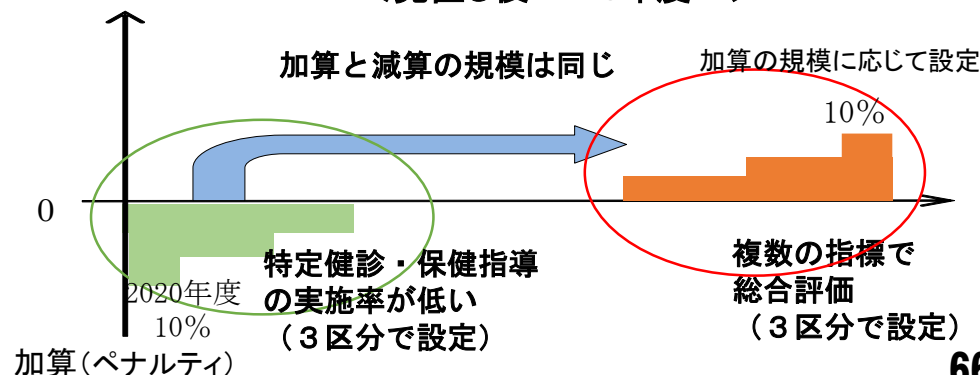 加算と減算の規模は同じ
加算の規模に応じて設定
10%
0
特定健診・保健指導
の実施率が低い
（３区分で設定）
2020年度
10%
複数の指標で
総合評価
（３区分で設定）
加算(ペナルティ)
66